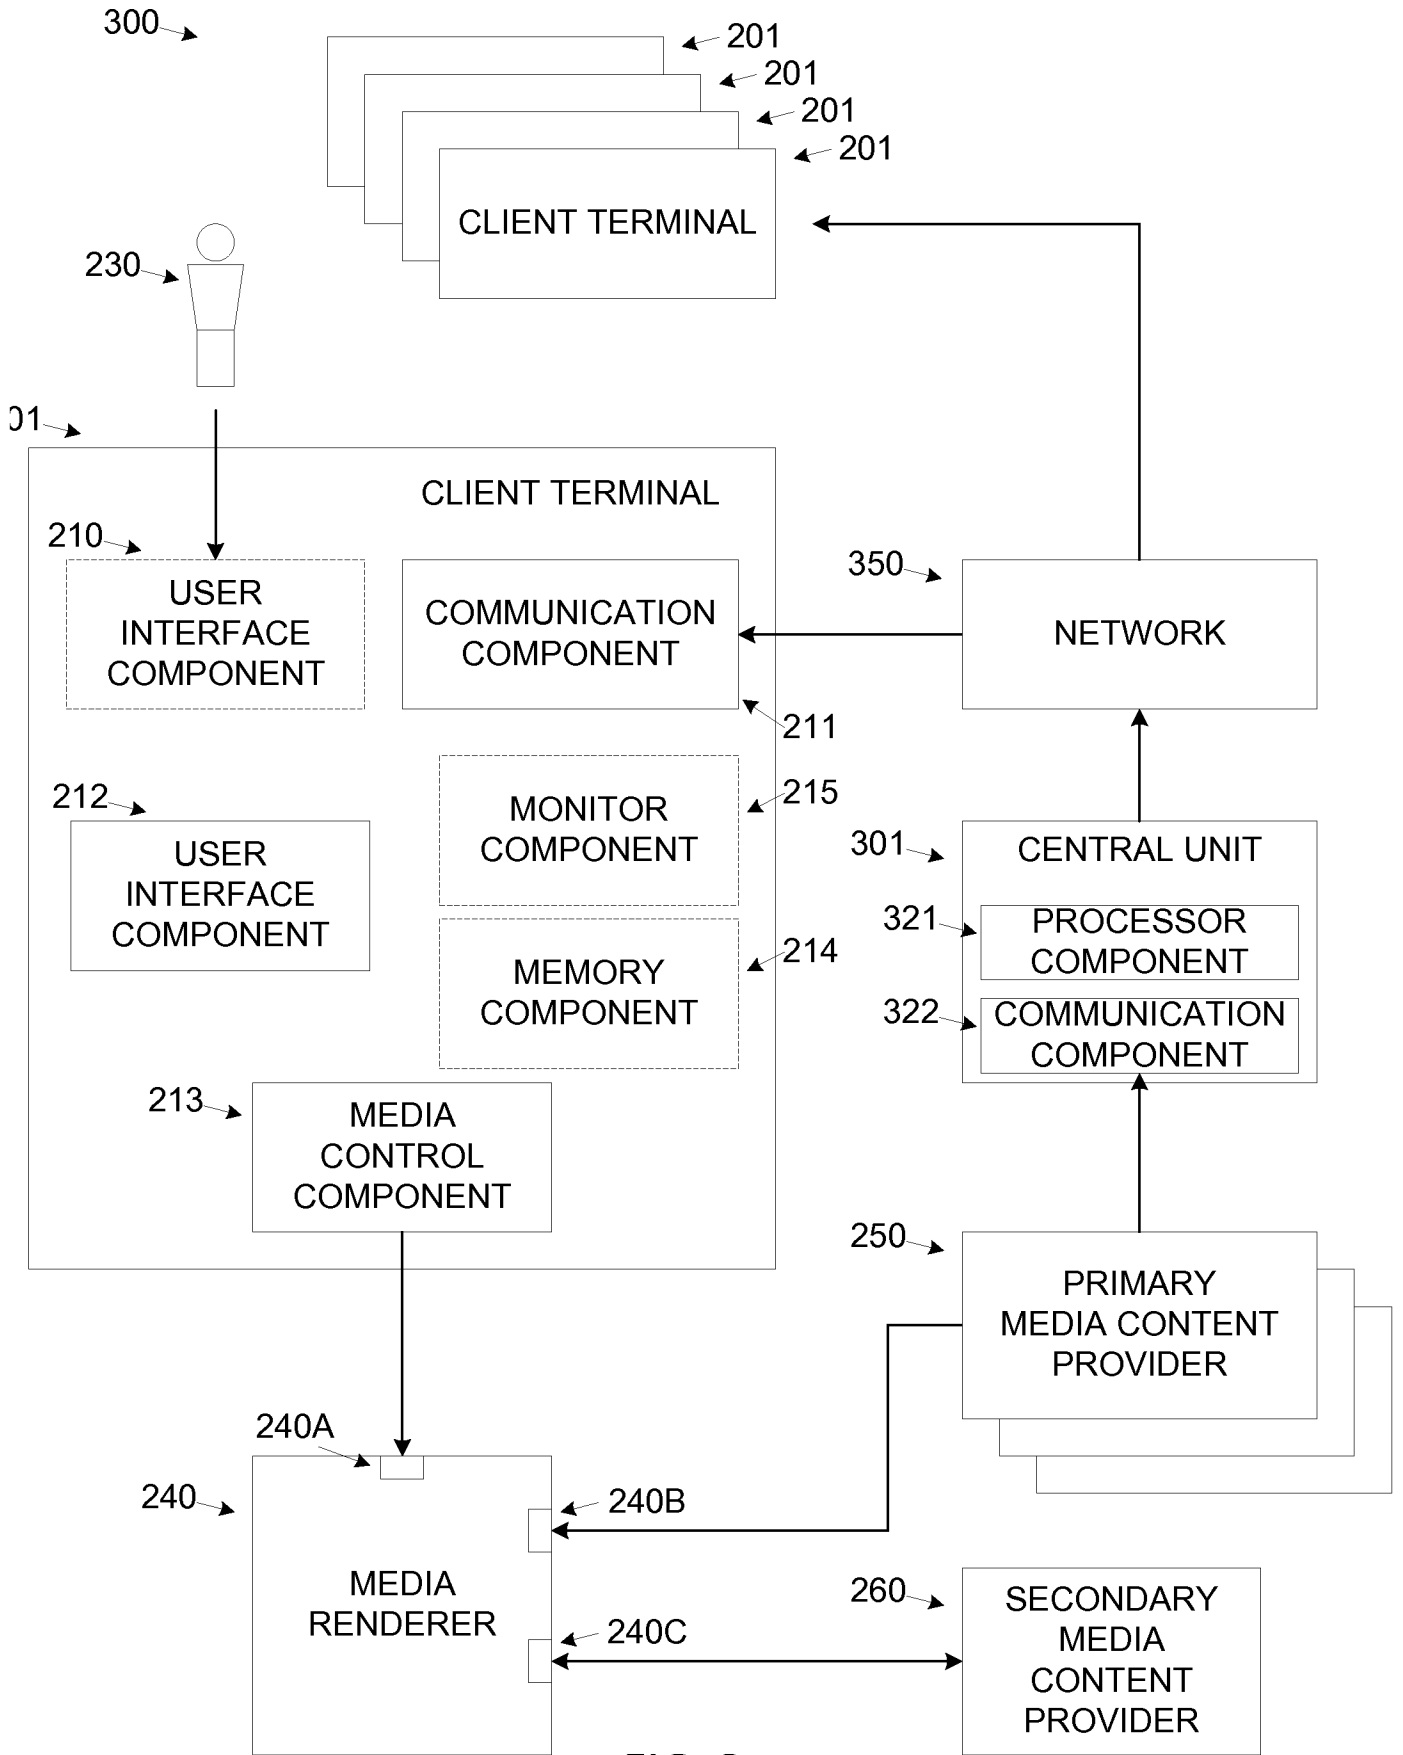 300
201
201
201
201
CLIENT TERMINAL
230
01
CLIENT TERMINAL
210
USER
INTERFACE
COMPONENT
COMMUNICATION
COMPONENT
211
350
NETWORK
212
USER
INTERFACE
COMPONENT
MONITOR
COMPONENT
215
MEMORY
COMPONENT
214
301
CENTRAL UNIT
321
PROCESSOR
COMPONENT
322
COMMUNICATION
COMPONENT
213
MEDIA
CONTROL
COMPONENT
250
PRIMARY
MEDIA CONTENT
PROVIDER
240A
240
MEDIA
RENDERER
240B
240C
260
SECONDARY
MEDIA
CONTENT
PROVIDER